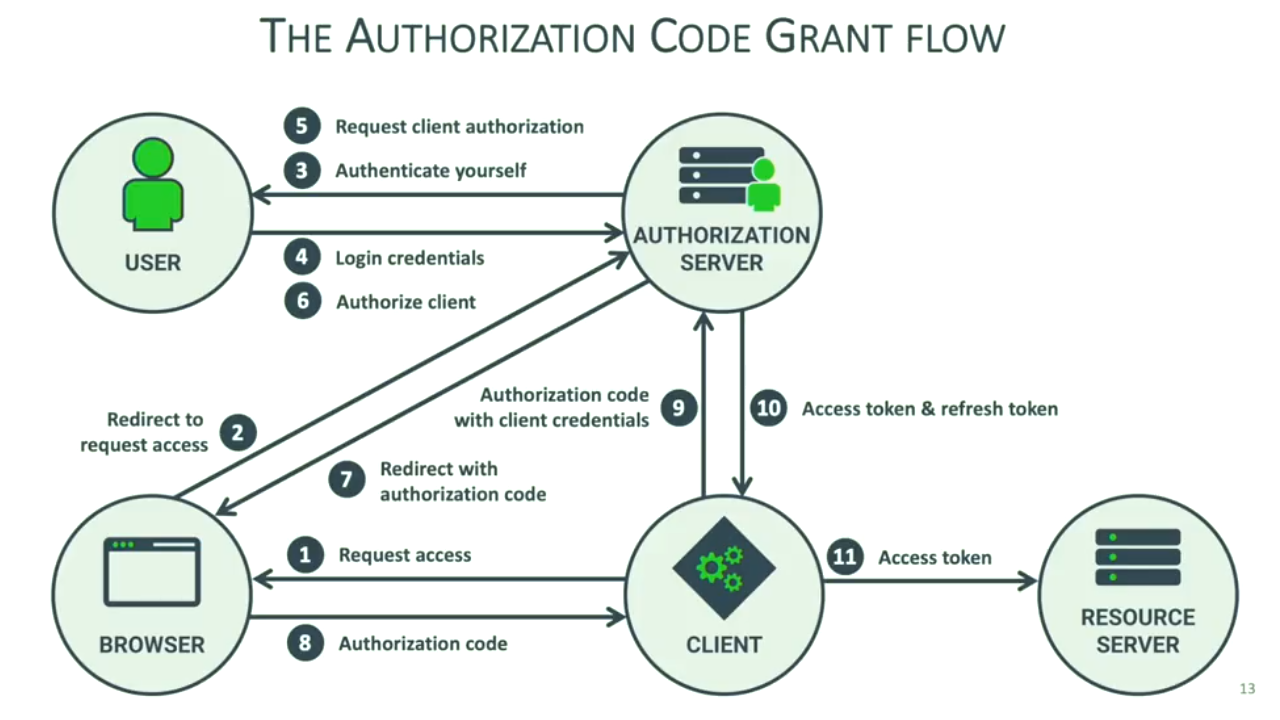 THE AUTHORIZATION CODE GRANT FLOW
5 Request client authorization
3 Authenticate yourself
USER
AUTHORIZATION
SERVER
4 Login credentials
6 Authorize client
Redirect to
request access
2
Authorization code
with client credentials
9
10 Access token & refresh token
7 Redirect with
authorization code
1 Request access
11 Access token
BROWSER
8 Authorization code
CLIENT
RESOURCE
SERVER
13